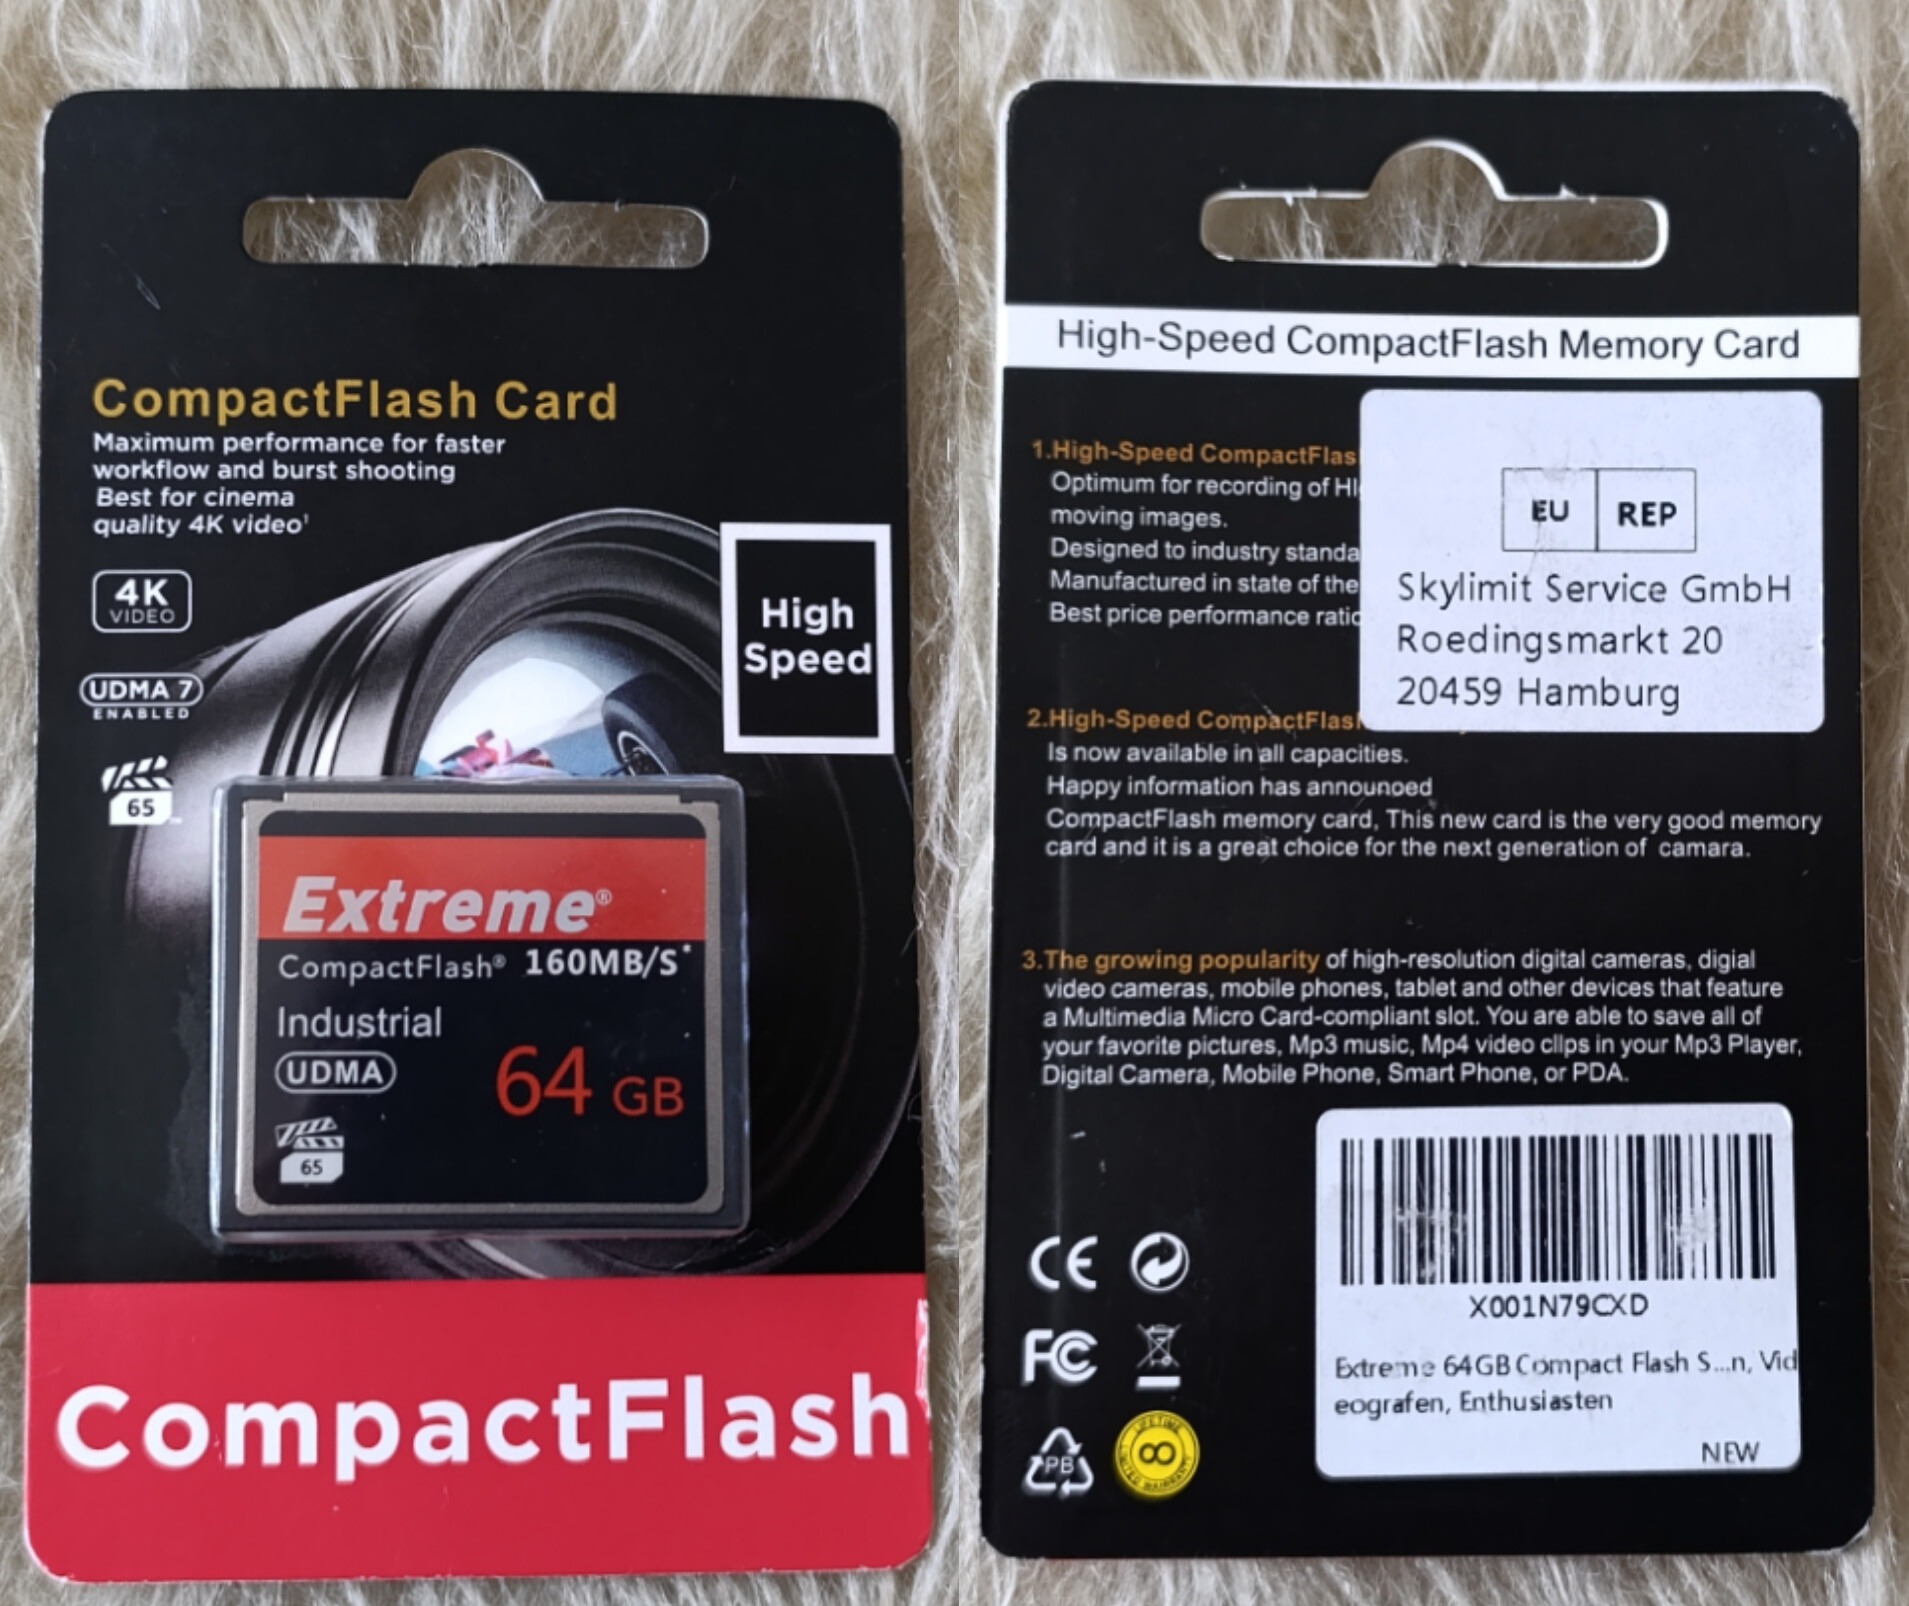 CompactFlash Card
Maximum performance for faster
workflow and burst shooting
Best for cinema
quality 4K video¹
4K
VIDEO
UDMA 7
ENABLED
65
High
Speed
Extreme®
CompactFlash® 160MB/S*
Industrial
UDMA
64 GB
65
CompactFlash
High-Speed CompactFlash Memory Card
1.High-Speed CompactFlas
Optimum for recording of HI
moving images.
Designed to industry standa
Manufactured in state of the
Best price performance ratio
EU REP
Skylimit Service GmbH
Roedingsmarkt 20
20459 Hamburg
2.High-Speed CompactFlas
Is now available in all capacities.
Happy information has announoed
CompactFlash memory card, This new card is the very good memory
card and it is a great choice for the next generation of camara.
3.The growing popularity of high-resolution digital cameras, digial
video cameras, mobile phones, tablet and other devices that feature
a Multimedia Micro Card-compliant slot. You are able to save all of
your favorite pictures, Mp3 music, Mp4 video clips in your Mp3 Player,
Digital Camera, Mobile Phone, Smart Phone, or PDA.
CE
FC
PB
LIFETIME
LIMITED WARRANTY
X001N79CXD
Extreme 64GB Compact Flash S...n, Vid
eografen, Enthusiasten
NEW